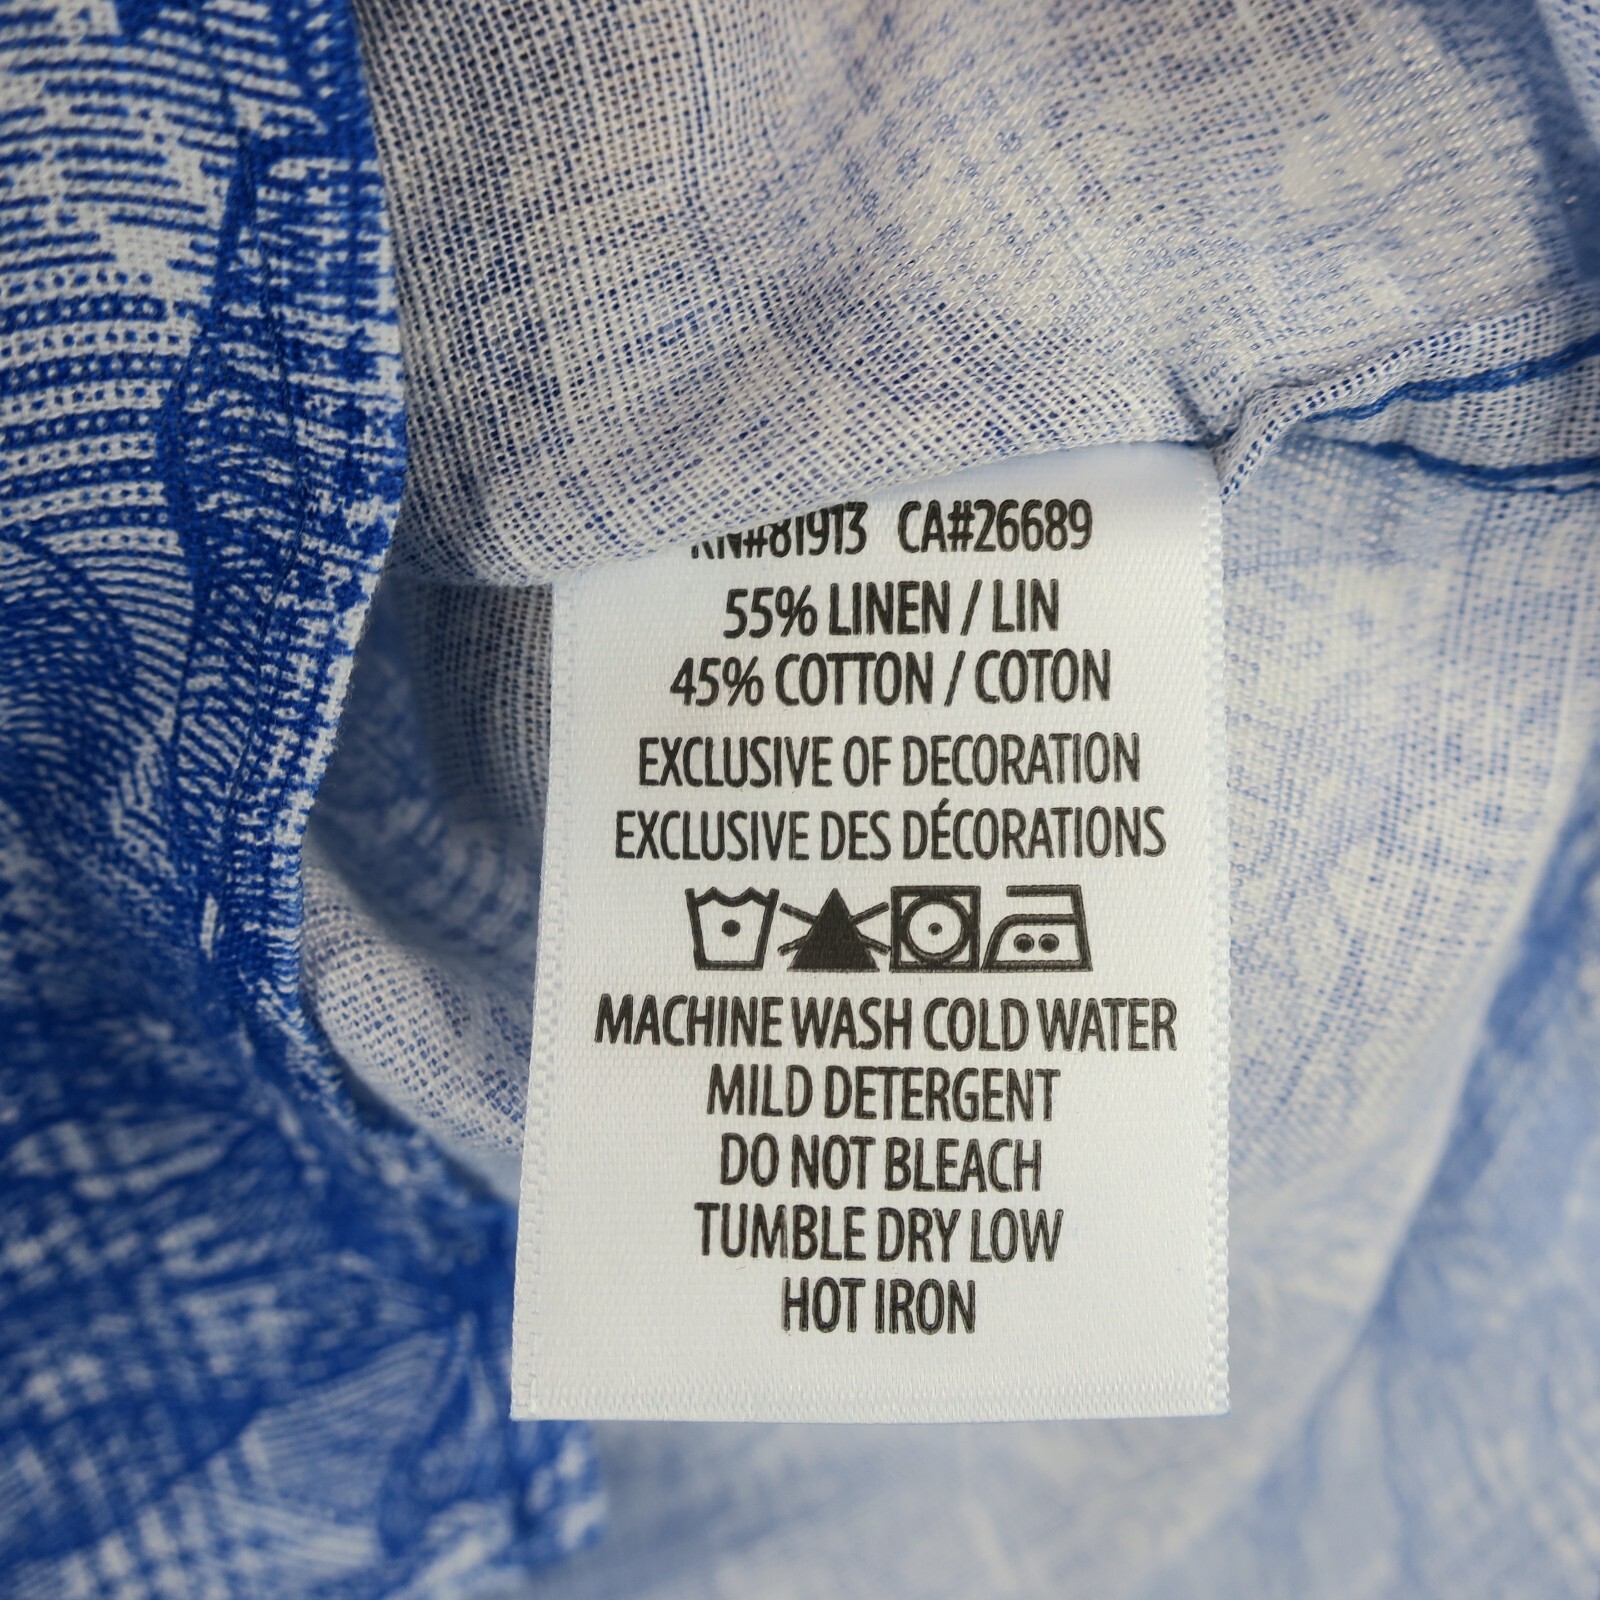 RN#81913 CA#26689
55% LINEN / LIN
45% COTTON / COTON
EXCLUSIVE OF DECORATION
EXCLUSIVE DES DÉCORATIONS
MACHINE WASH COLD WATER
MILD DETERGENT
DO NOT BLEACH
TUMBLE DRY LOW
HOT IRON